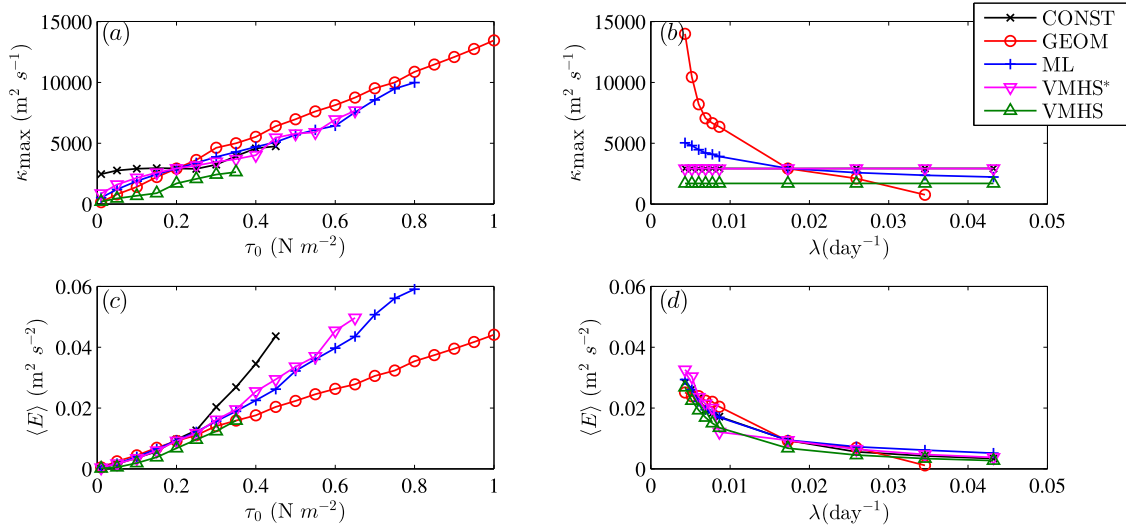 (a)
15000
10000
5000
0
κmax (m² s⁻¹)
0 0.2 0.4 0.6 0.8 1
τ₀ (N m⁻²)
(b)
15000
10000
5000
0
κmax (m² s⁻¹)
0 0.01 0.02 0.03 0.04 0.05
λ(day⁻¹)
CONST
GEOM
ML
VMHS*
VMHS
(c)
0.06
0.04
0.02
0
⟨E⟩ (m² s⁻²)
0 0.2 0.4 0.6 0.8 1
τ₀ (N m⁻²)
(d)
0.06
0.04
0.02
0
⟨E⟩ (m² s⁻²)
0 0.01 0.02 0.03 0.04 0.05
λ(day⁻¹)